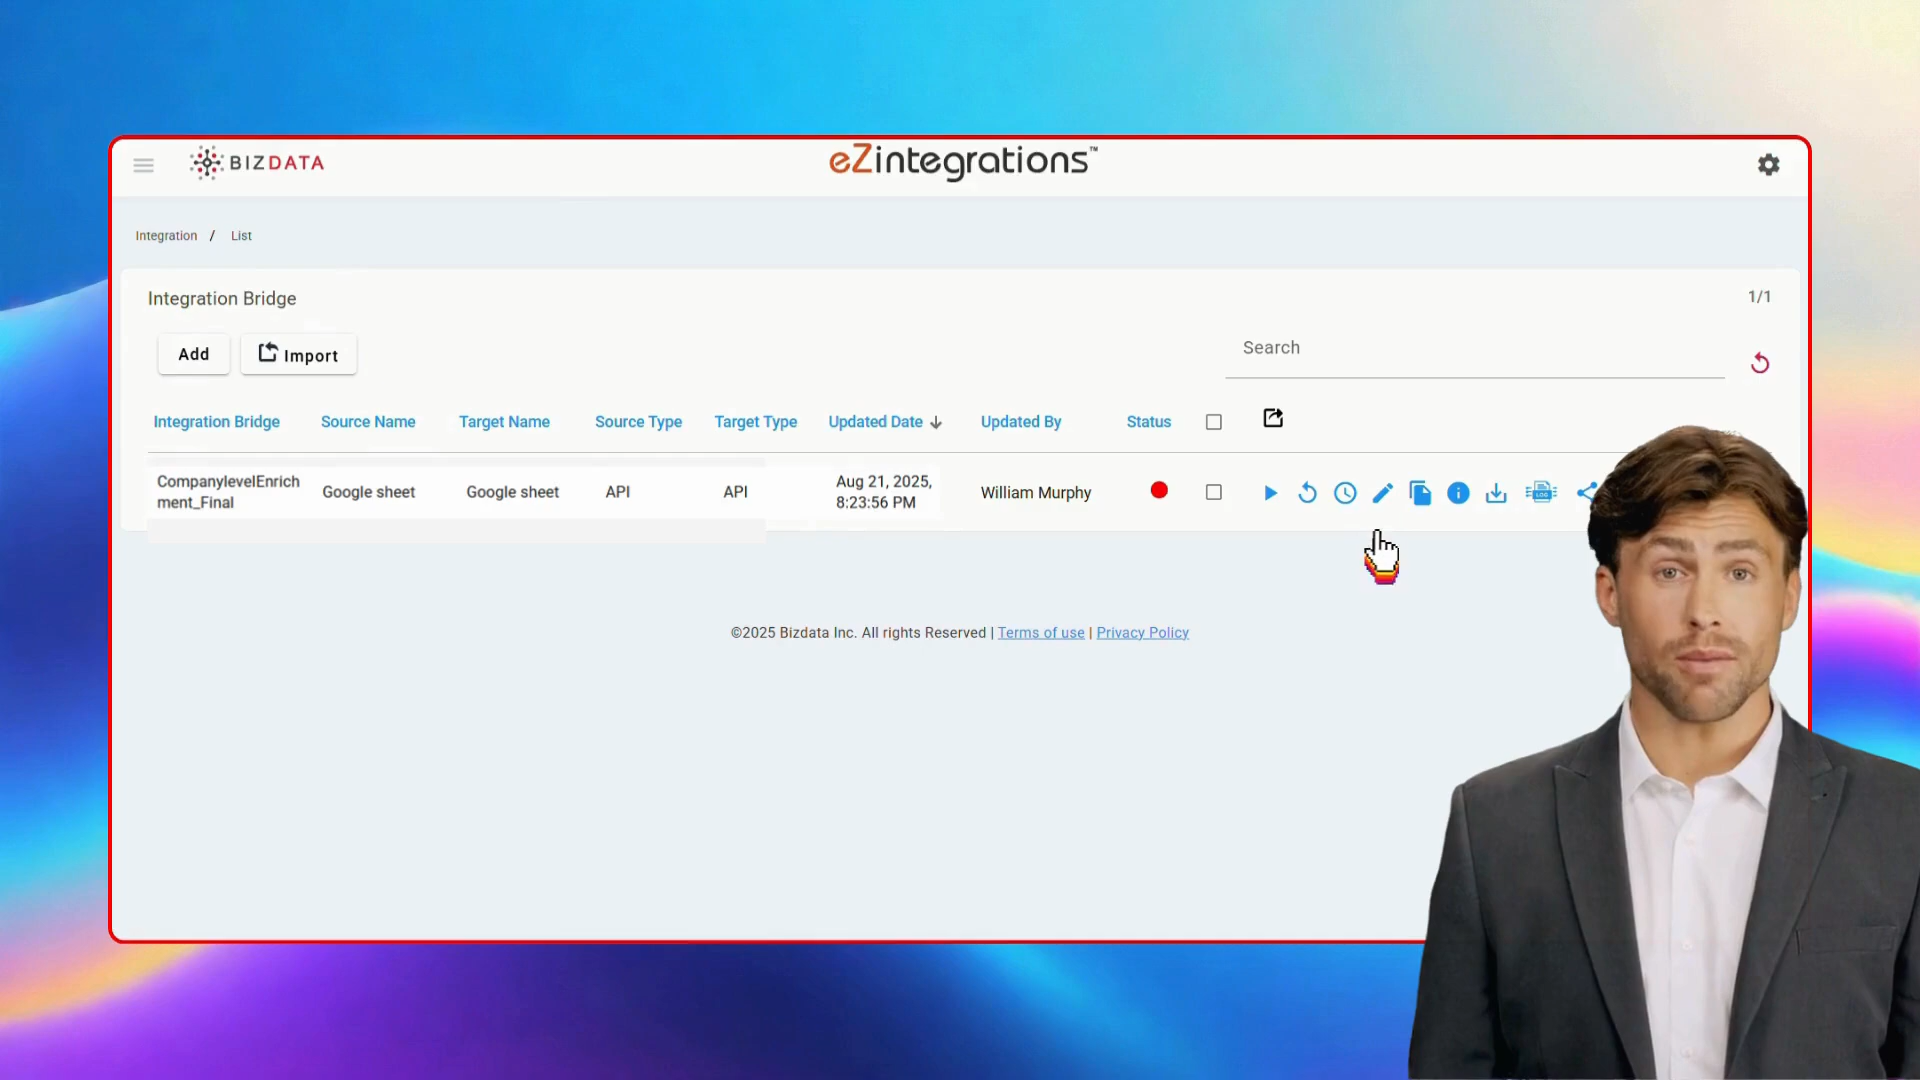 BIZDATA
eZintegrations™
Integration / List
Integration Bridge
1/1
Add
Import
Search
Integration Bridge Source Name Target Name Source Type Target Type Updated Date Updated By Status
CompanylevelEnrich
ment_Final
Google sheet
Google sheet
API
API
Aug 21, 2025,
8:23:56 PM
William Murphy
LOG
©2025 Bizdata Inc. All rights Reserved | Terms of use | Privacy Policy